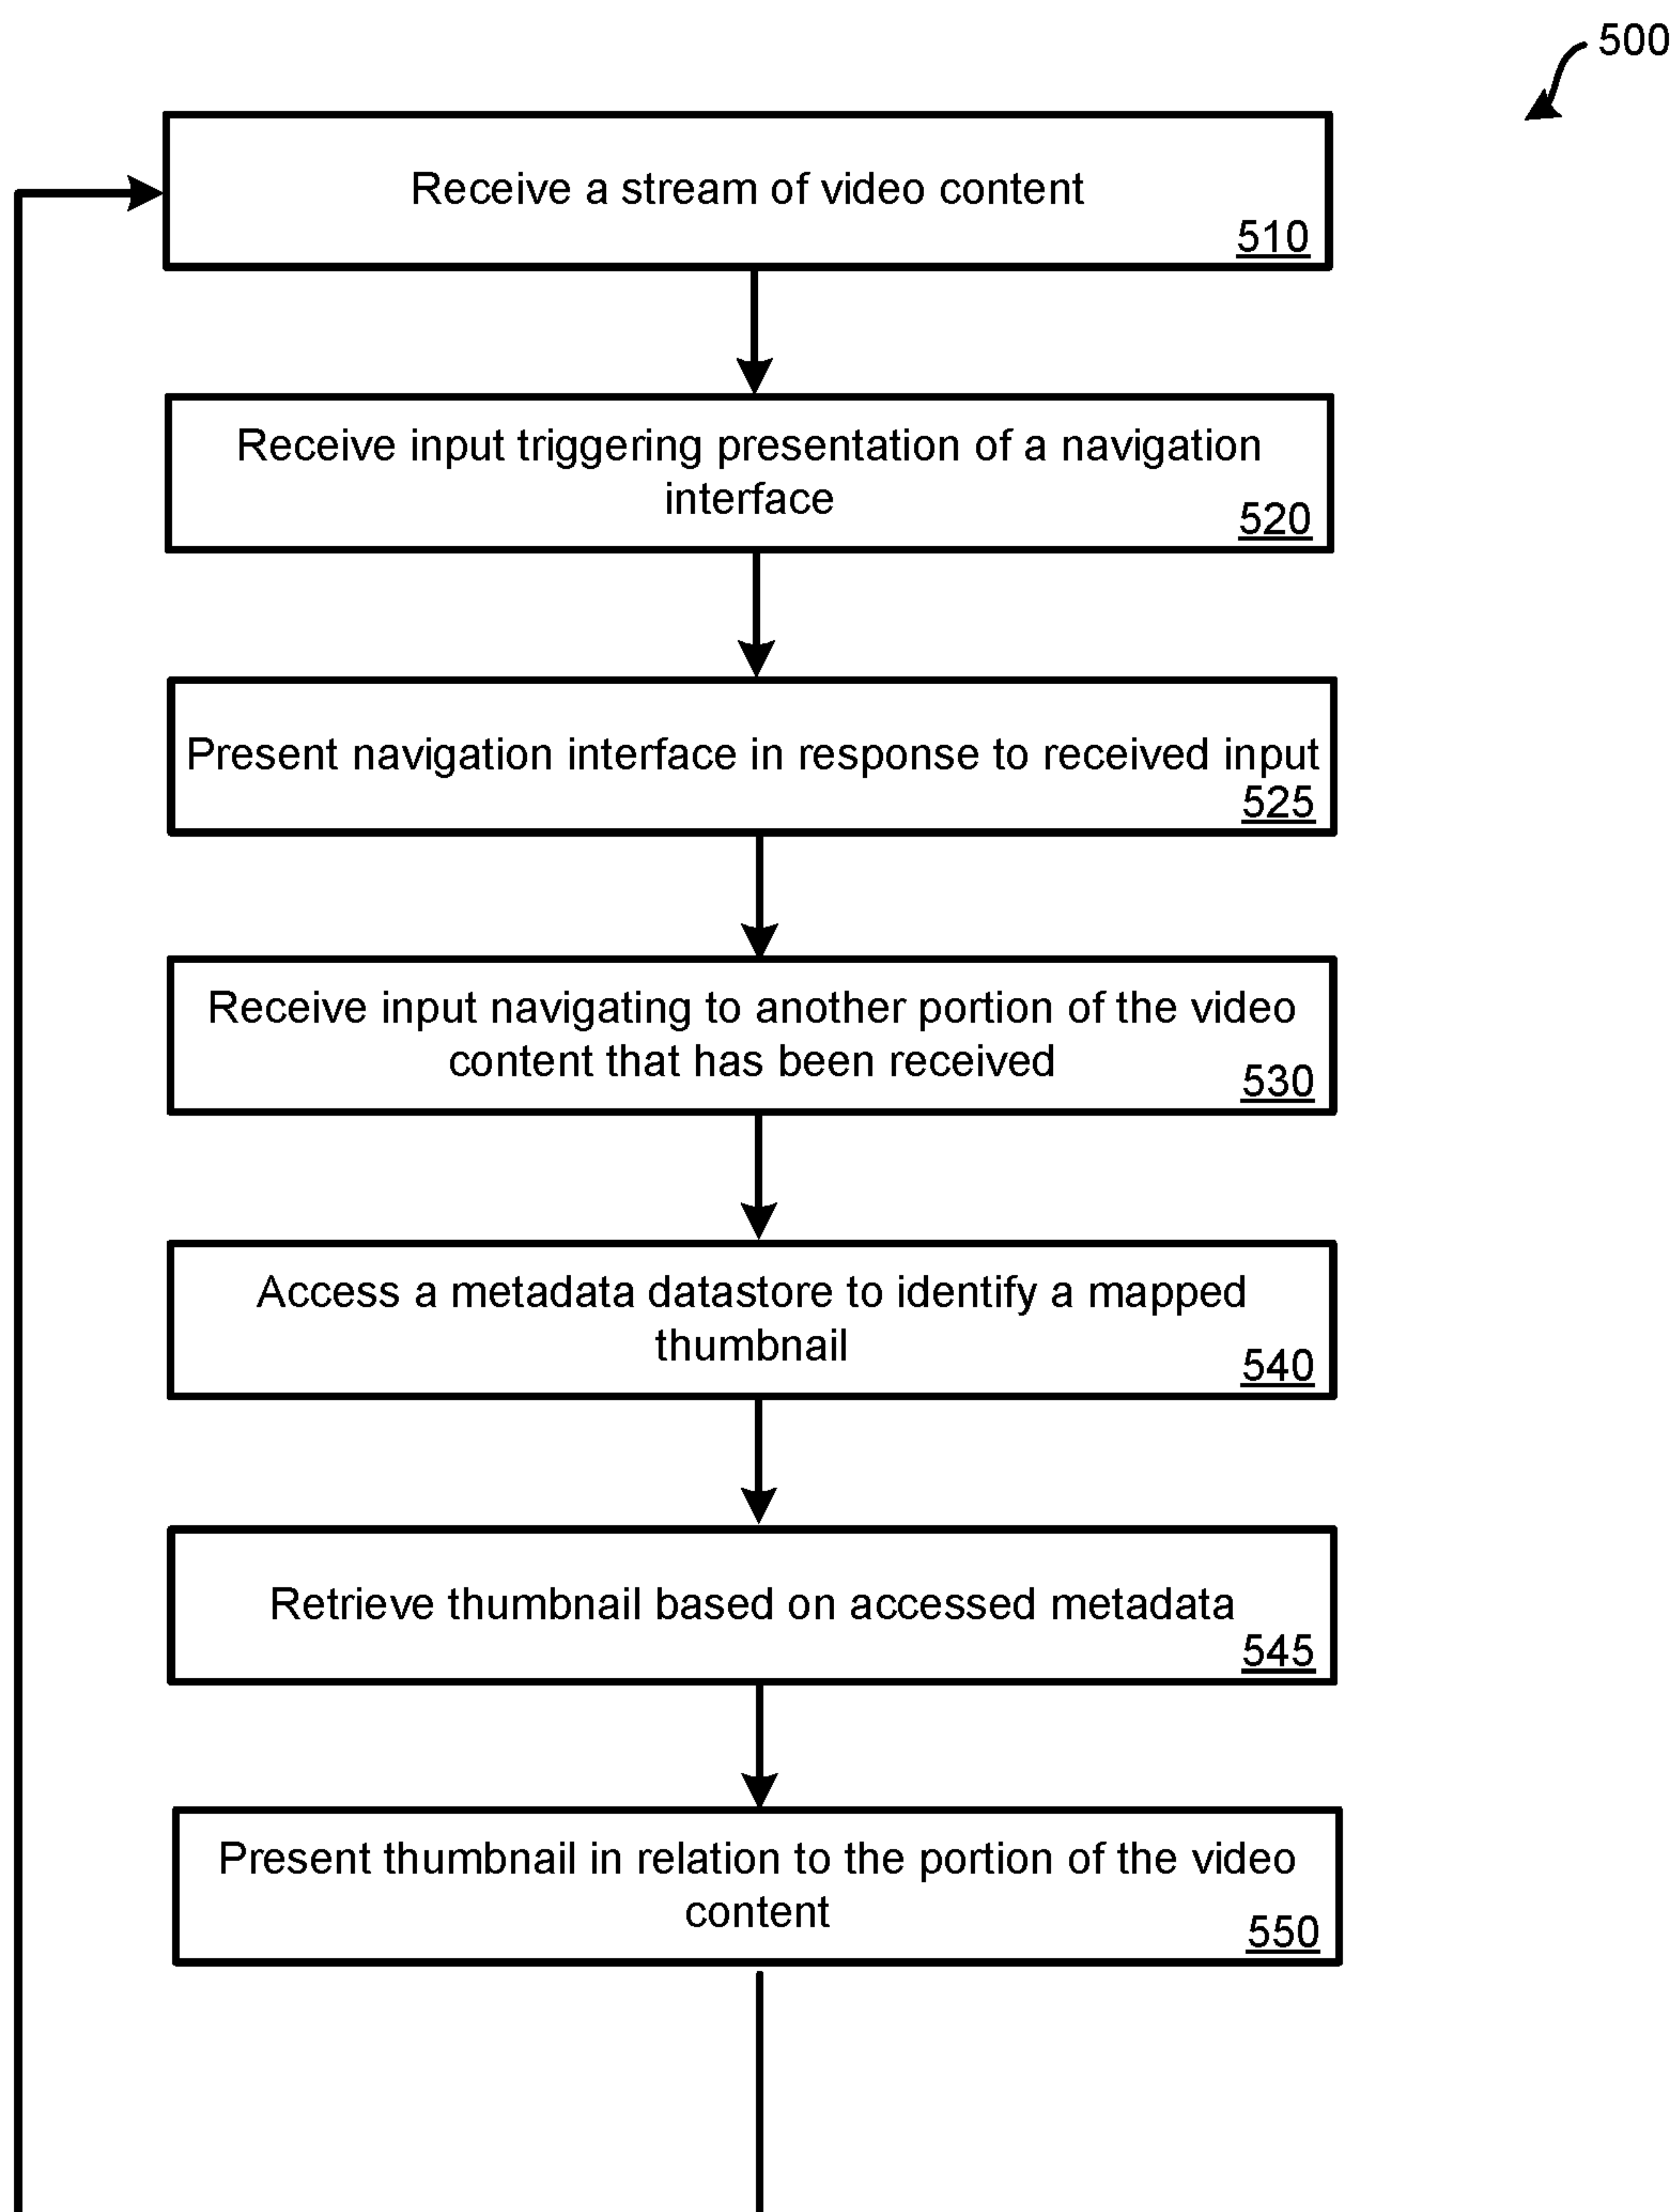 500
Receive a stream of video content
510
Receive input triggering presentation of a navigation
interface
520
Present navigation interface in response to received input
525
Receive input navigating to another portion of the video
content that has been received
530
Access a metadata datastore to identify a mapped
thumbnail
540
Retrieve thumbnail based on accessed metadata
545
Present thumbnail in relation to the portion of the video
content
550